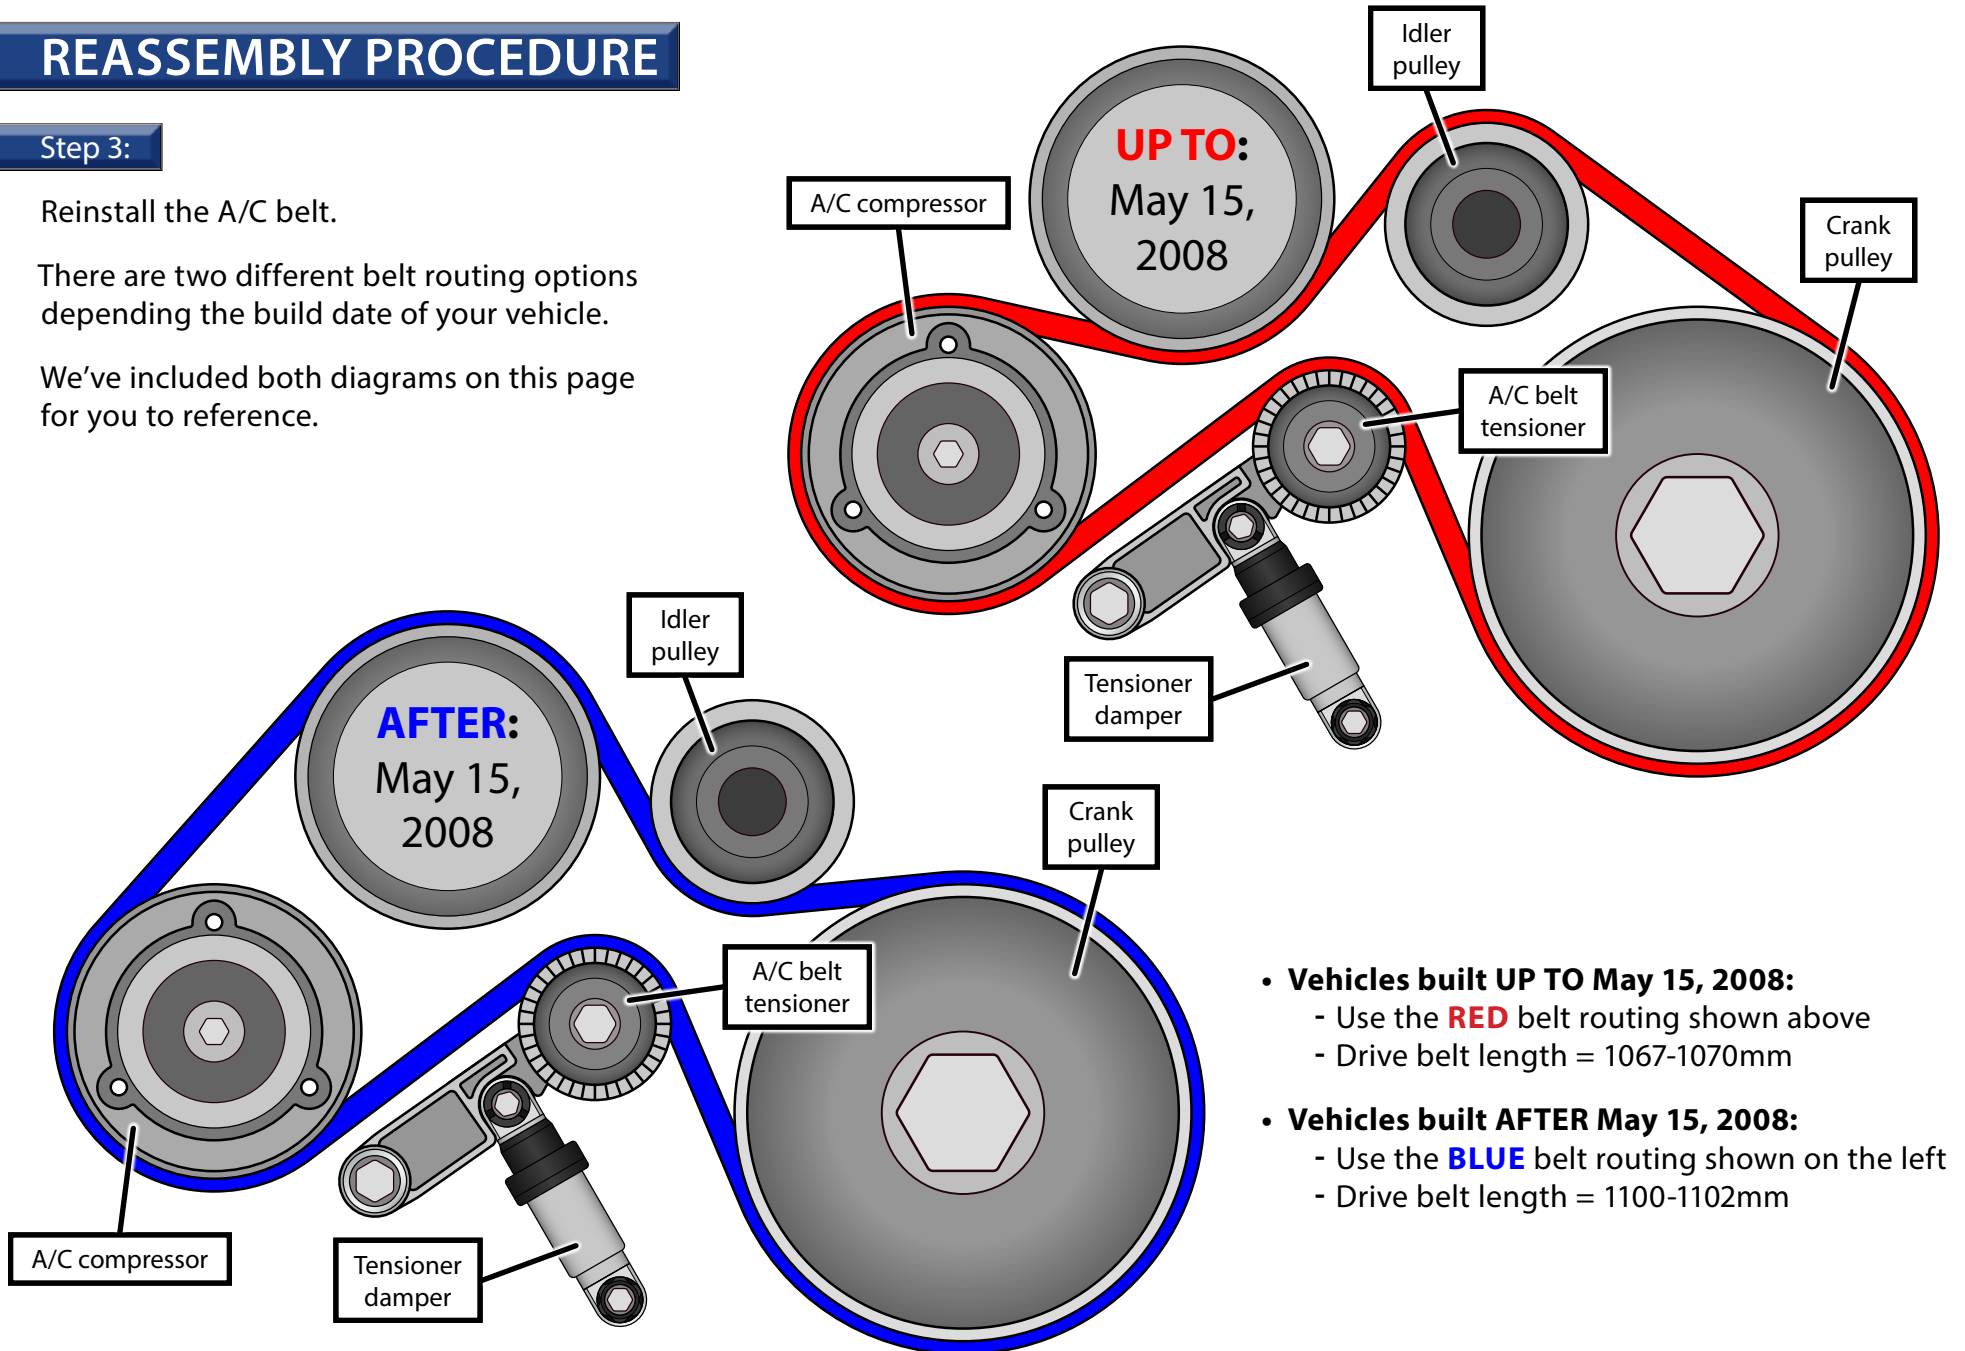 REASSEMBLY PROCEDURE
Step 3:
Reinstall the A/C belt.
There are two different belt routing options
depending the build date of your vehicle.
We've included both diagrams on this page
for you to reference.
Idler
pulley
UP TO:
May 15,
2008
A/C compressor
Crank
pulley
A/C belt
tensioner
Tensioner
damper
Idler
pulley
AFTER:
May 15,
2008
Crank
pulley
A/C belt
tensioner
A/C compressor
Tensioner
damper
• Vehicles built UP TO May 15, 2008:
- Use the RED belt routing shown above
- Drive belt length = 1067-1070mm
• Vehicles built AFTER May 15, 2008:
- Use the BLUE belt routing shown on the left
- Drive belt length = 1100-1102mm